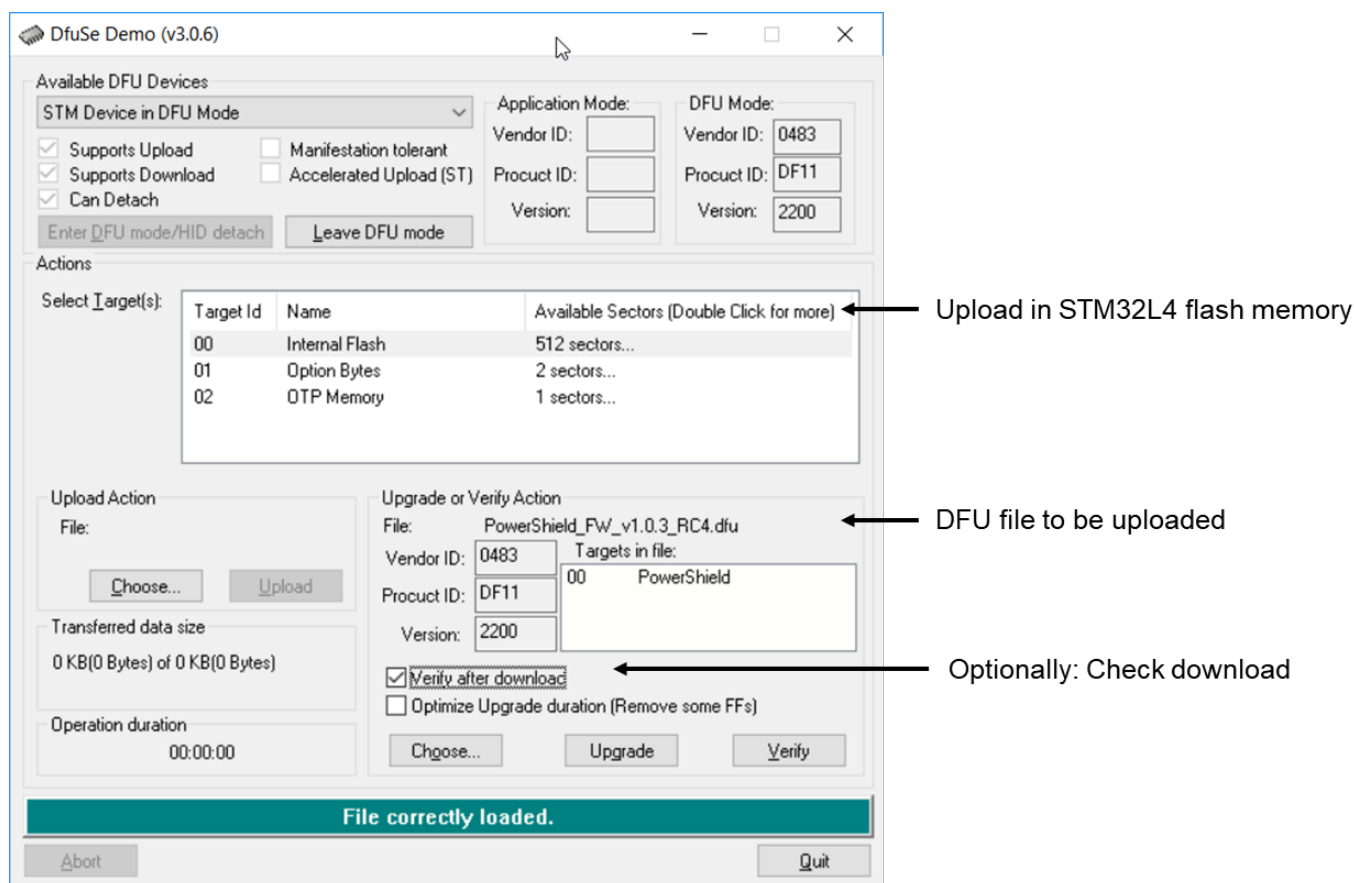 DfuSe Demo (v3.0.6)
Available DFU Devices
STM Device in DFU Mode
Supports Upload
Manifestation tolerant
Supports Download
Accelerated Upload (ST)
Can Detach
Enter DFU mode/HID detach
Leave DFU mode
Application Mode:
Vendor ID:
Procuct ID:
Version:
DFU Mode:
Vendor ID: 0483
Procuct ID: DF11
Version: 2200
Actions
Select Target(s):
Target Id Name Available Sectors (Double Click for more)
00 Internal Flash 512 sectors...
01 Option Bytes 2 sectors...
02 OTP Memory 1 sectors...
Upload in STM32L4 flash memory
Upload Action
File:
Choose...
Upload
Transferred data size
0 KB(0 Bytes) of 0 KB(0 Bytes)
Operation duration
00:00:00
Upgrade or Verify Action
File: PowerShield_FW_v1.0.3_RC4.dfu
DFU file to be uploaded
Vendor ID: 0483
Procuct ID: DF11
Version: 2200
Targets in file:
00 PowerShield
Verify after download
Optionally: Check download
Optimize Upgrade duration (Remove some FFs)
Choose...
Upgrade
Verify
File correctly loaded.
Abort
Quit